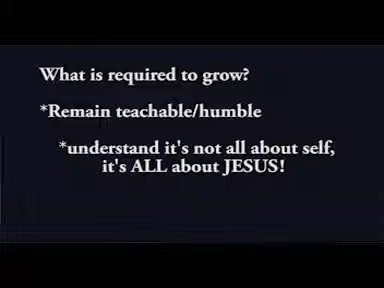 What is required to grow?
*Remain teachable/humble
*understand it's not all about self,
it's ALL about JESUS!